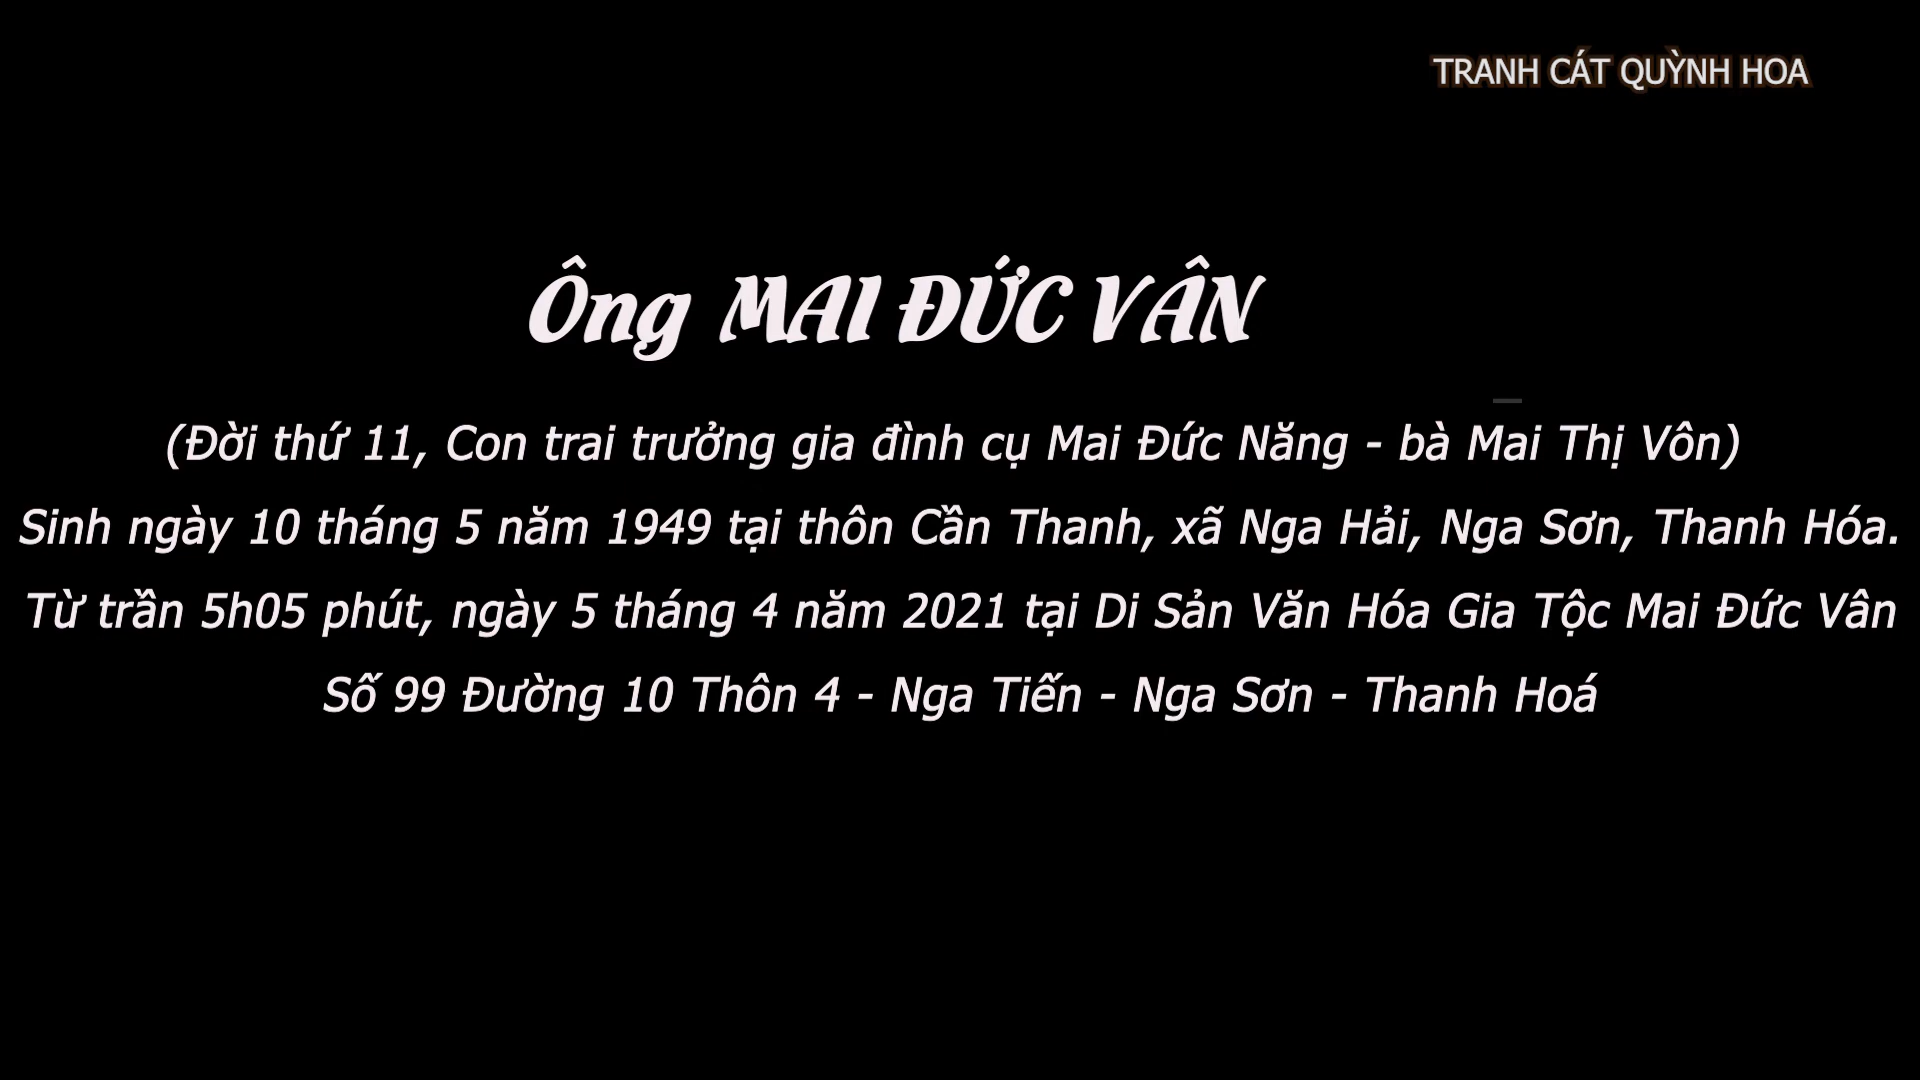 TRANH CÁT QUỲNH HOA
Ông MAI ĐỨC VÂN
(Đời thứ 11, Con trai trưởng gia đình cụ Mai Đức Năng - bà Mai Thị Vôn)
Sinh ngày 10 tháng 5 năm 1949 tại thôn Cần Thanh, xã Nga Hải, Nga Sơn, Thanh Hóa.
Từ trần 5h05 phút, ngày 5 tháng 4 năm 2021 tại Di Sản Văn Hóa Gia Tộc Mai Đức Vân
Số 99 Đường 10 Thôn 4 - Nga Tiến - Nga Sơn - Thanh Hoá